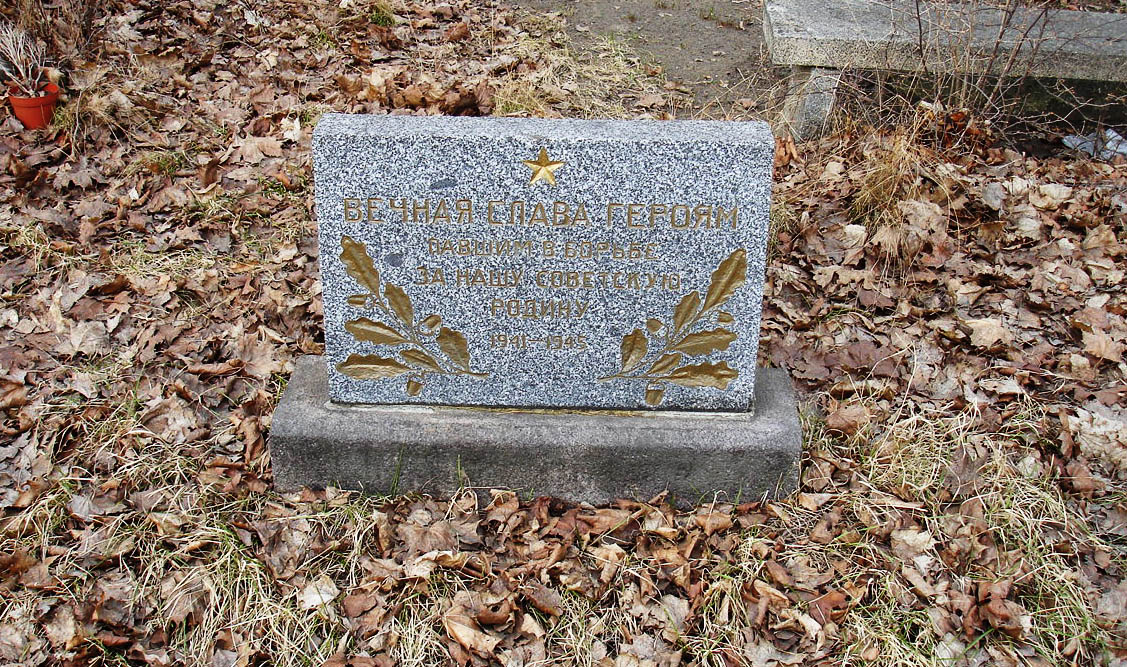 ВЕЧНАЯ СЛАВА ГЕРОЯМ
ПАВШИМ В БОРЬБЕ
ЗА НАШУ СОВЕТСКУЮ
РОДИНУ
1941-1945